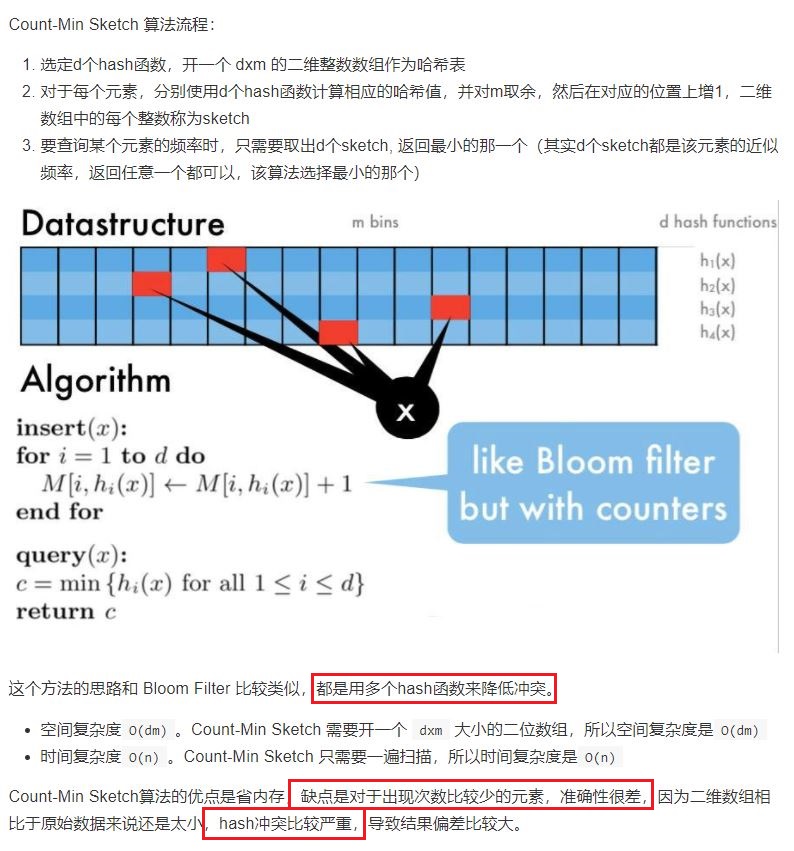 Count-Min Sketch 算法流程：
1. 选定d个hash函数，开一个 dxm 的二维整数数组作为哈希表
2. 对于每个元素，分别使用d个hash函数计算相应的哈希值，并对m取余，然后在对应的位置上增1，二维
数组中的每个整数称为sketch
3. 要查询某个元素的频率时，只需要取出d个sketch, 返回最小的那一个（其实d个sketch都是该元素的近似
频率，返回任意一个都可以，该算法选择最小的那个）
Datastructure
m bins
d hash functions
h₁(x)
h₂(x)
h₃(x)
h₄(x)
x
Algorithm
insert(x):
for i = 1 to d do
M[i, hᵢ(x)] ← M[i, hᵢ(x)] + 1
end for
like Bloom filter
but with counters
query(x):
c = min {hᵢ(x) for all 1 ≤ i ≤ d}
return c
这个方法的思路和 Bloom Filter 比较类似，都是用多个hash函数来降低冲突。
• 空间复杂度 O(dm) 。Count-Min Sketch 需要开一个 dxm 大小的二位数组，所以空间复杂度是 O(dm)
• 时间复杂度 O(n) 。Count-Min Sketch 只需要一遍扫描，所以时间复杂度是 O(n)
Count-Min Sketch算法的优点是省内存，缺点是对于出现次数比较少的元素，准确性很差，因为二维数组相
比于原始数据来说还是太小，hash冲突比较严重，导致结果偏差比较大。